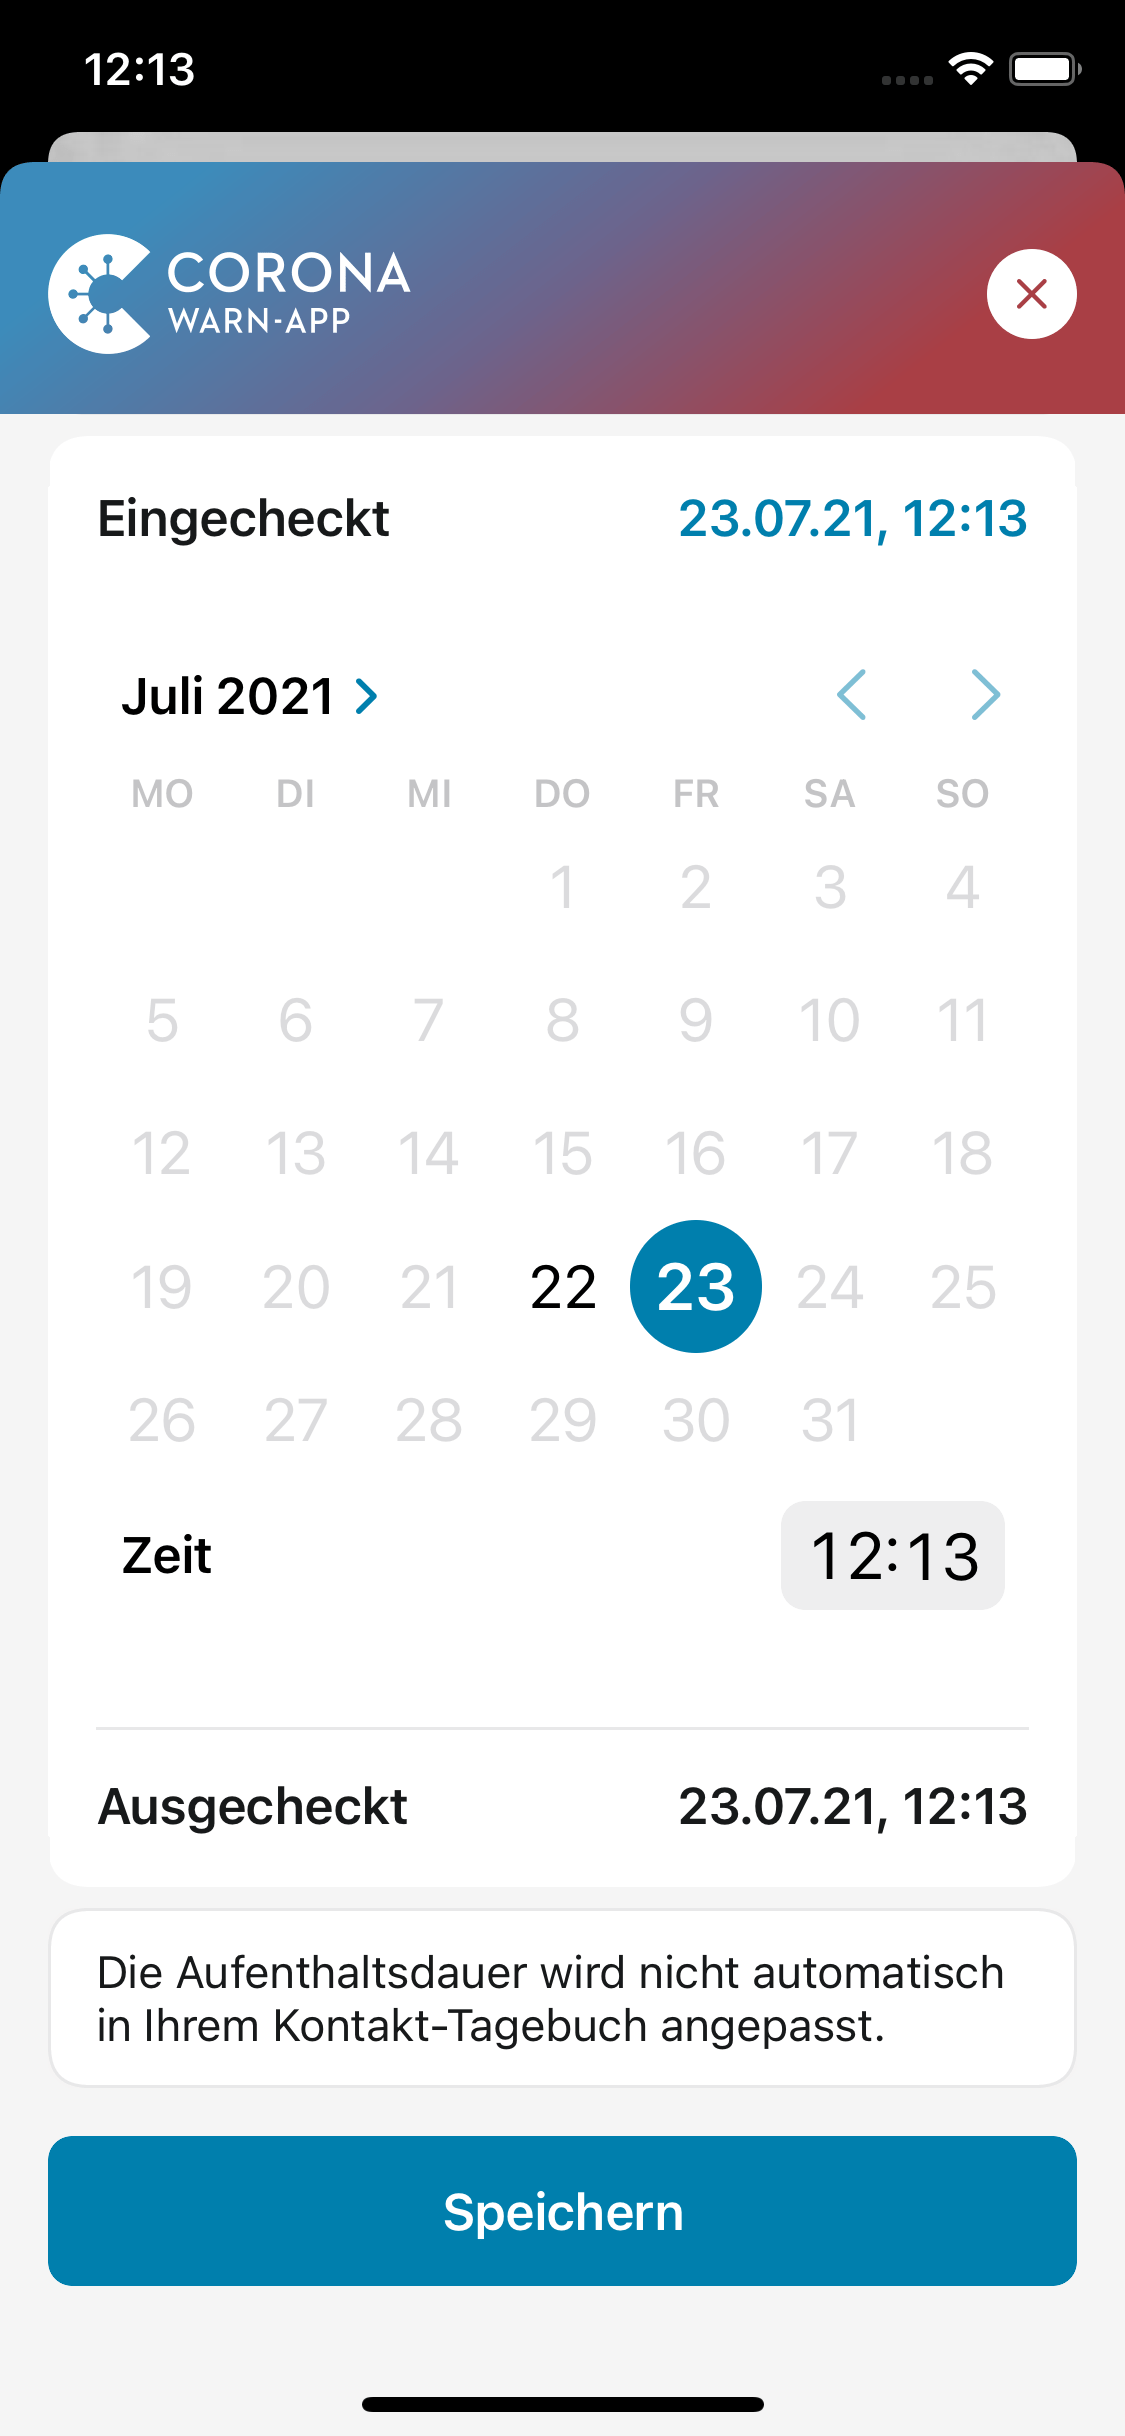 12:13
CORONA
WARN-APP
Eingecheckt 23.07.21, 12:13
Juli 2021
MO DI MI DO FR SA SO
1 2 3 4
5 6 7 8 9 10 11
12 13 14 15 16 17 18
19 20 21 22 23 24 25
26 27 28 29 30 31
Zeit 12:13
Ausgecheckt 23.07.21, 12:13
Die Aufenthaltsdauer wird nicht automatisch
in Ihrem Kontakt-Tagebuch angepasst.
Speichern